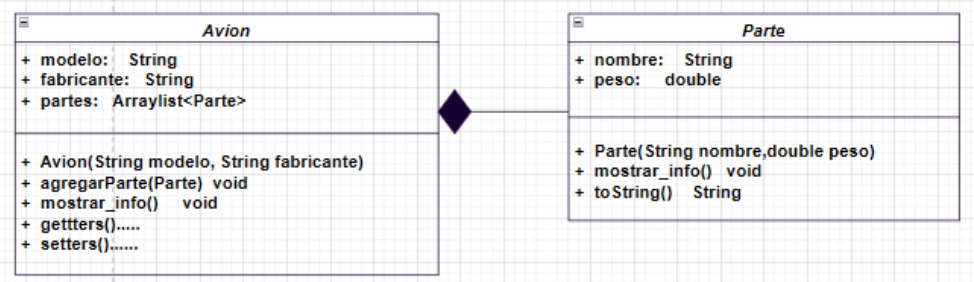 Avion
+ modelo: String
+ fabricante: String
+ partes: Arraylist<Parte>
+ Avion(String modelo, String fabricante)
+ agregarParte(Parte) void
+ mostrar_info() void
+ gettters().....
+ setters()......
Parte
+ nombre: String
+ peso: double
+ Parte(String nombre,double peso)
+ mostrar_info() void
+ toString() String